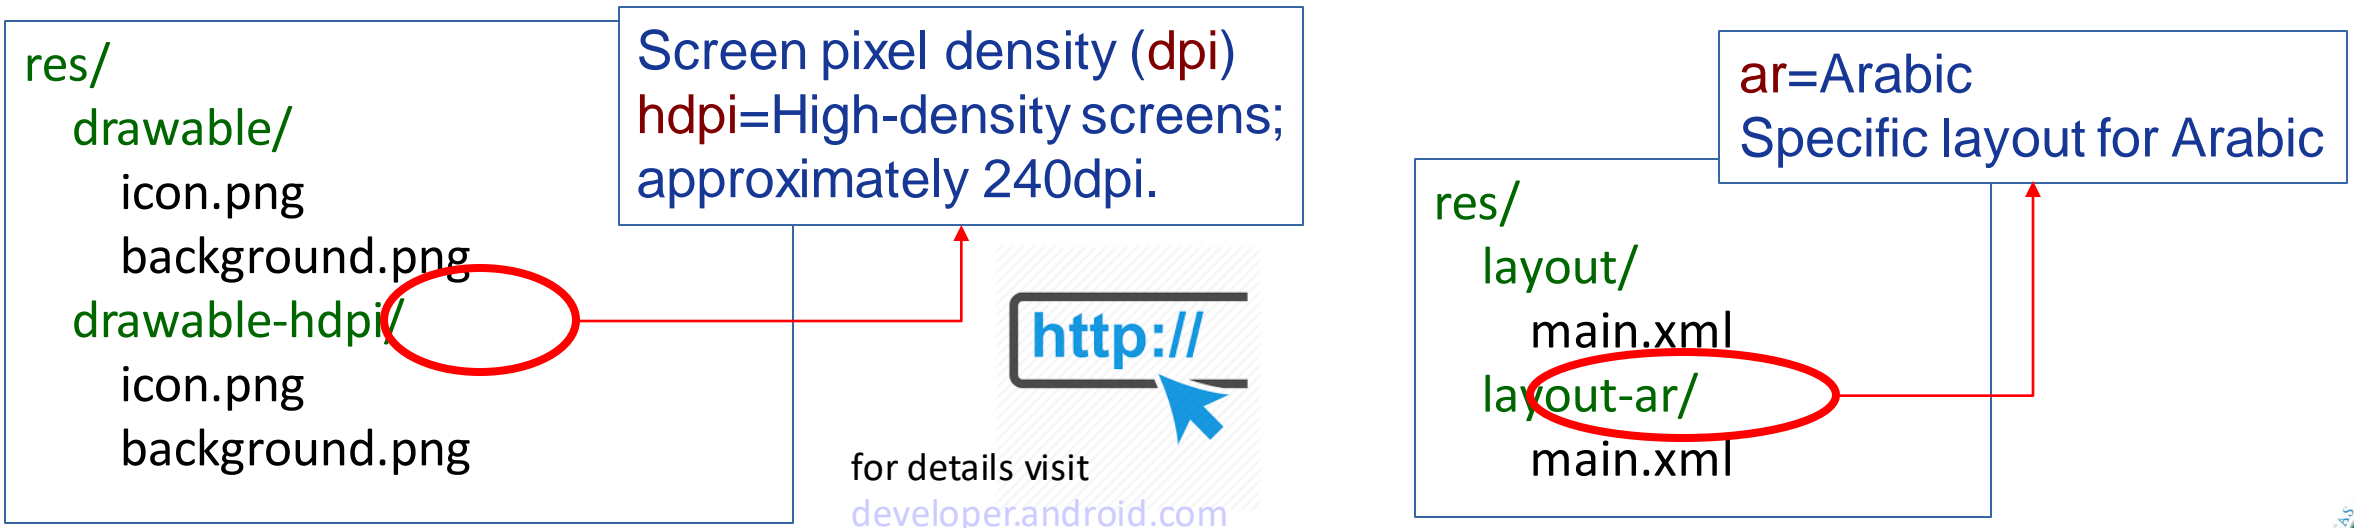 res/
drawable/
icon.png
background.png
drawable-hdpi/
icon.png
background.png
Screen pixel density (dpi)
hdpi=High-density screens;
approximately 240dpi.
http://
for details visit
developer.android.com
ar=Arabic
Specific layout for Arabic
res/
layout/
main.xml
layout-ar/
main.xml